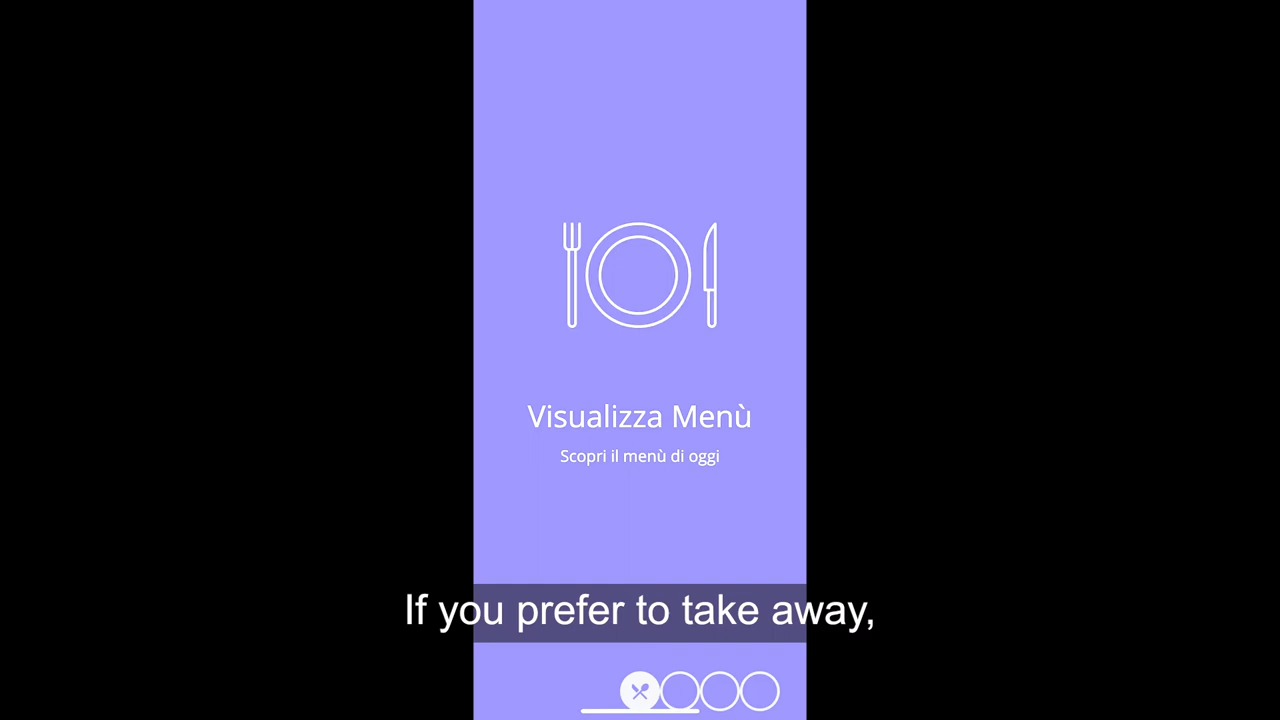 Visualizza Menù
Scopri il menù di oggi
If you prefer to take away,